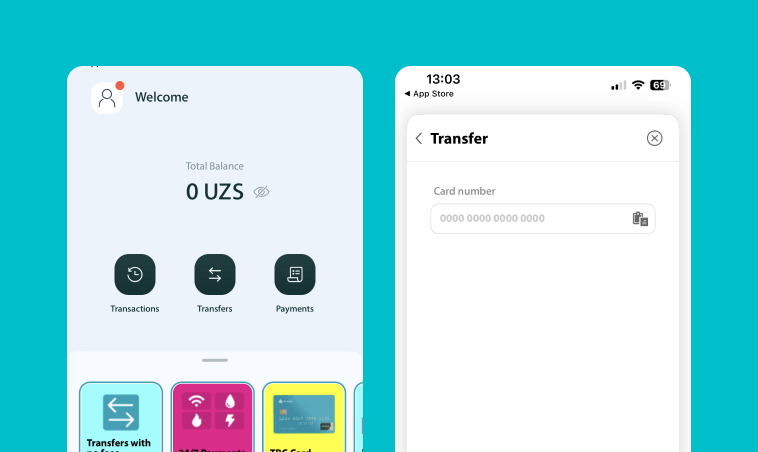 Welcome
Total Balance
0 UZS
Transactions
Transfers
Payments
Transfers with
no fees
24/7 Payments
TBC Card
13:03
App Store
69
Transfer
Card number
0000 0000 0000 0000